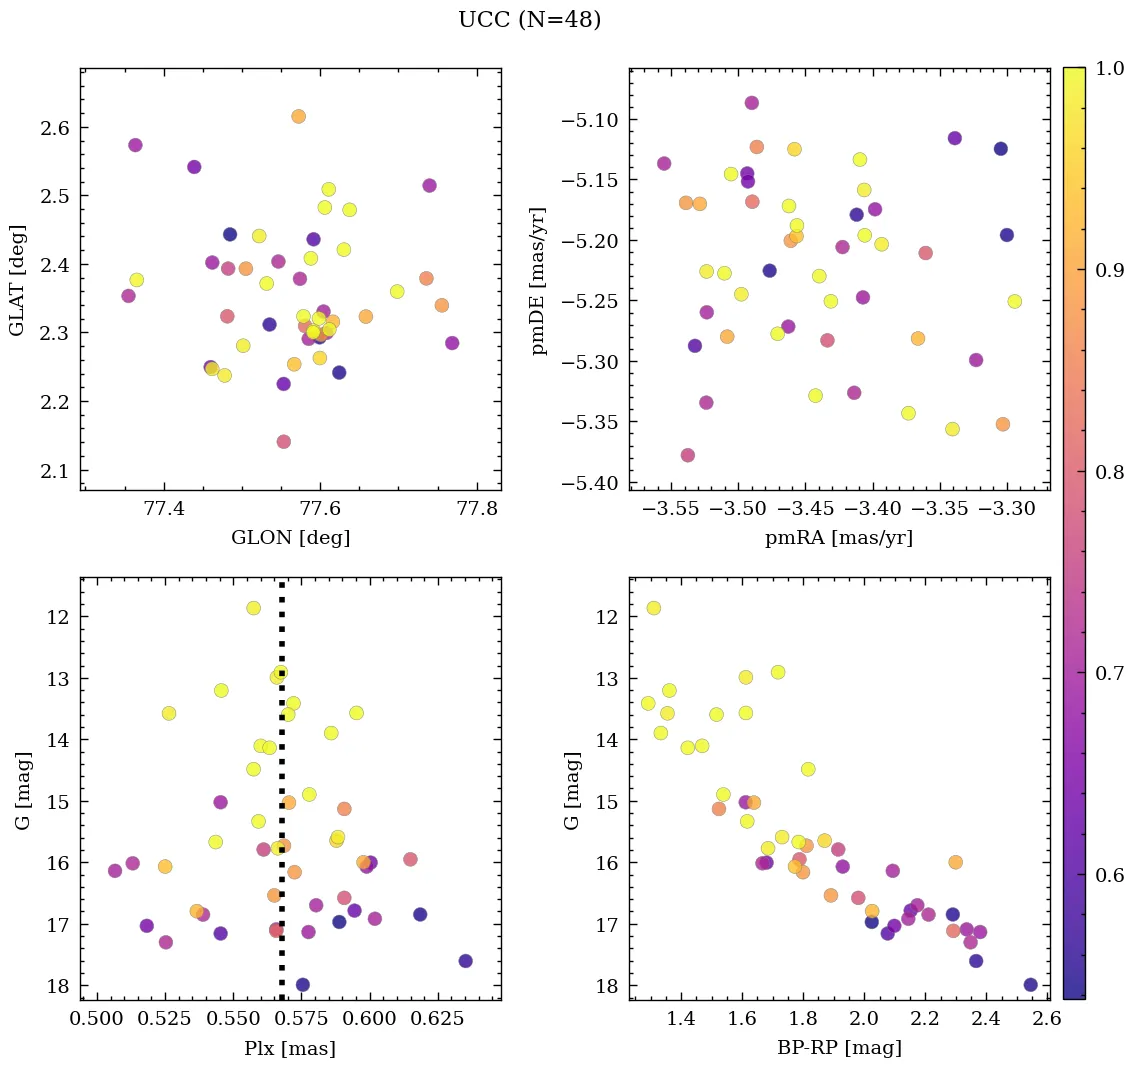 UCC (N=48)
2.6
2.5
2.4
2.3
2.2
2.1
GLAT [deg]
77.4 77.6 77.8
GLON [deg]
−5.10
−5.15
−5.20
−5.25
−5.30
−5.35
−5.40
pmDE [mas/yr]
−3.55 −3.50 −3.45 −3.40 −3.35 −3.30
pmRA [mas/yr]
12
13
14
15
16
17
18
G [mag]
0.500 0.525 0.550 0.575 0.600 0.625
Plx [mas]
12
13
14
15
16
17
18
G [mag]
1.4 1.6 1.8 2.0 2.2 2.4 2.6
BP-RP [mag]
1.0
0.9
0.8
0.7
0.6